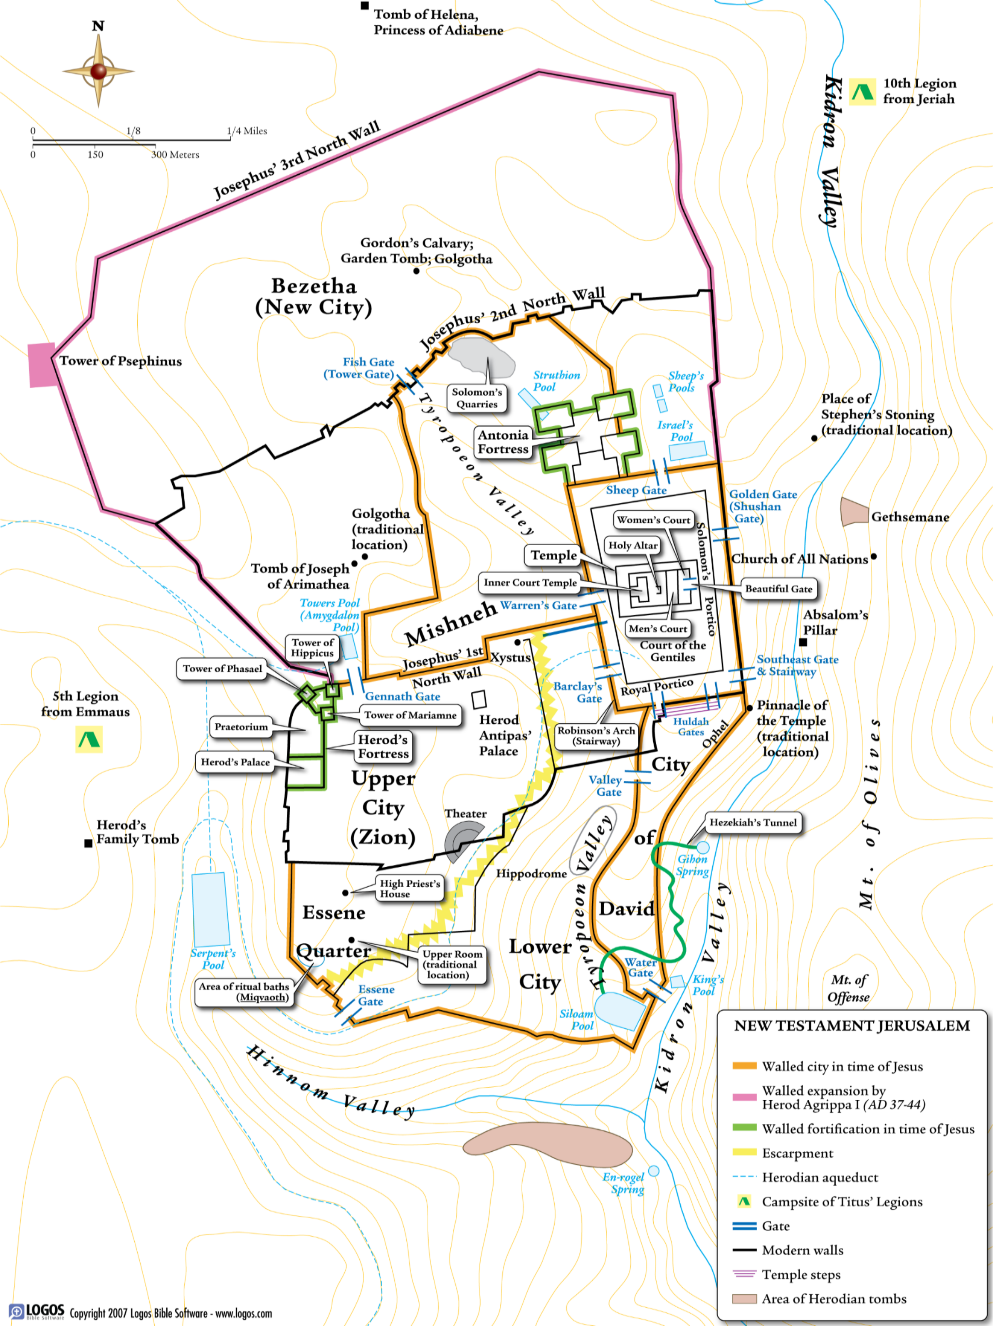 Tomb of Helena,
Princess of Adiabene
N
0 1/8 1/4 Miles
0 150 300 Meters
10th Legion
from Jeriah
Kidron Valley
Josephus' 3rd North Wall
Gordon's Calvary;
Garden Tomb; Golgotha
Bezetha
(New City)
Josephus' 2nd North Wall
Tower of Psephinus
Fish Gate
(Tower Gate)
Solomon's
Quarries
Struthion
Pool
Sheep's
Pools
Israel's
Pool
Place of
Stephen's Stoning
(traditional location)
Tyropoeon Valley
Antonia
Fortress
Sheep Gate
Golden Gate
(Shushan
Gate)
Gethsemane
Golgotha
(traditional
location)
Women's Court
Solomon's Portico
Holy Altar
Temple
Church of All Nations
Tomb of Joseph
of Arimathea
Inner Court Temple
Beautiful Gate
Towers Pool
(Amygdalon
Pool)
Mishneh
Warren's Gate
Men's Court
Absalom's
Pillar
Court of the
Gentiles
Tower of
Hippicus
Josephus' 1st
North Wall
Xystus
Tower of Phasael
Southeast Gate
& Stairway
5th Legion
from Emmaus
Gennath Gate
Barclay's
Gate
Royal Portico
Tower of Mariamne
Praetorium
Herod
Antipas'
Palace
Robinson's Arch
(Stairway)
Huldah
Gates
Ophel
Pinnacle of
the Temple
(traditional
location)
Herod's
Fortress
Herod's Palace
Upper
City
(Zion)
Valley
Gate
City
of
David
Mt. of Olives
Theater
Hezekiah's Tunnel
Herod's
Family Tomb
Tyropoeon Valley
Gihon
Spring
Hippodrome
High Priest's
House
Essene
Quarter
Kidron Valley
Serpent's
Pool
Upper Room
(traditional
location)
Lower
City
Water
Gate
King's
Pool
Mt. of
Offense
Area of ritual baths
(Miqvaoth)
Essene
Gate
Siloam
Pool
Hinnom Valley
En-rogel
Spring
NEW TESTAMENT JERUSALEM
Walled city in time of Jesus
Walled expansion by
Herod Agrippa I (AD 37-44)
Walled fortification in time of Jesus
Escarpment
Herodian aqueduct
Campsite of Titus' Legions
Gate
Modern walls
Temple steps
Area of Herodian tombs
LOGOS
Bible Software
Copyright 2007 Logos Bible Software - www.logos.com